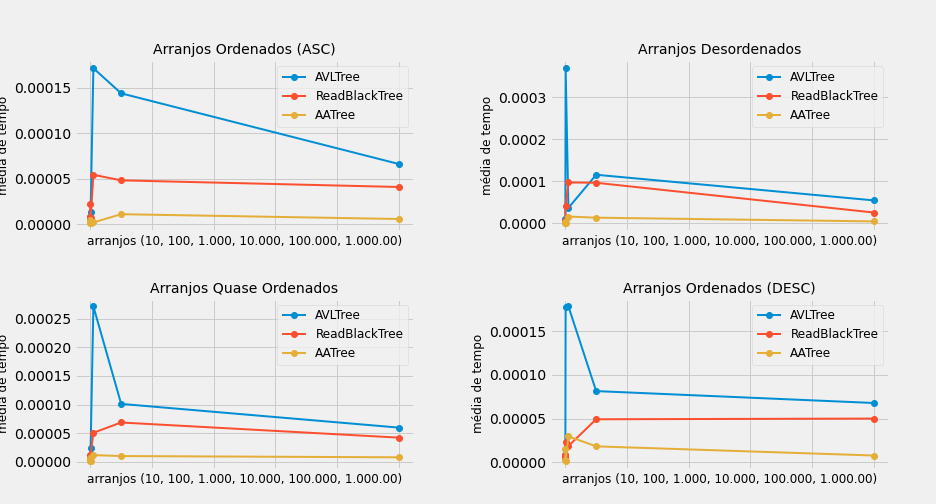 Arranjos Ordenados (ASC)
AVLTree
ReadBlackTree
AATree
0.00015
0.00010
0.00005
0.00000
média de tempo
arranjos (10, 100, 1.000, 10.000, 100.000, 1.000.00)
Arranjos Desordenados
AVLTree
ReadBlackTree
AATree
0.0003
0.0002
0.0001
0.0000
média de tempo
arranjos (10, 100, 1.000, 10.000, 100.000, 1.000.00)
Arranjos Quase Ordenados
AVLTree
ReadBlackTree
AATree
0.00025
0.00020
0.00015
0.00010
0.00005
0.00000
média de tempo
arranjos (10, 100, 1.000, 10.000, 100.000, 1.000.00)
Arranjos Ordenados (DESC)
AVLTree
ReadBlackTree
AATree
0.00015
0.00010
0.00005
0.00000
média de tempo
arranjos (10, 100, 1.000, 10.000, 100.000, 1.000.00)